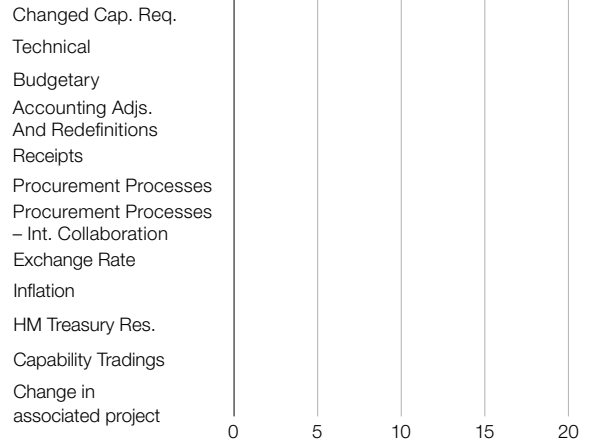 Changed Cap. Req.
Technical
Budgetary
Accounting Adjs.
And Redefinitions
Receipts
Procurement Processes
Procurement Processes
– Int. Collaboration
Exchange Rate
Inflation
HM Treasury Res.
Capability Tradings
Change in
associated project
0 5 10 15 20